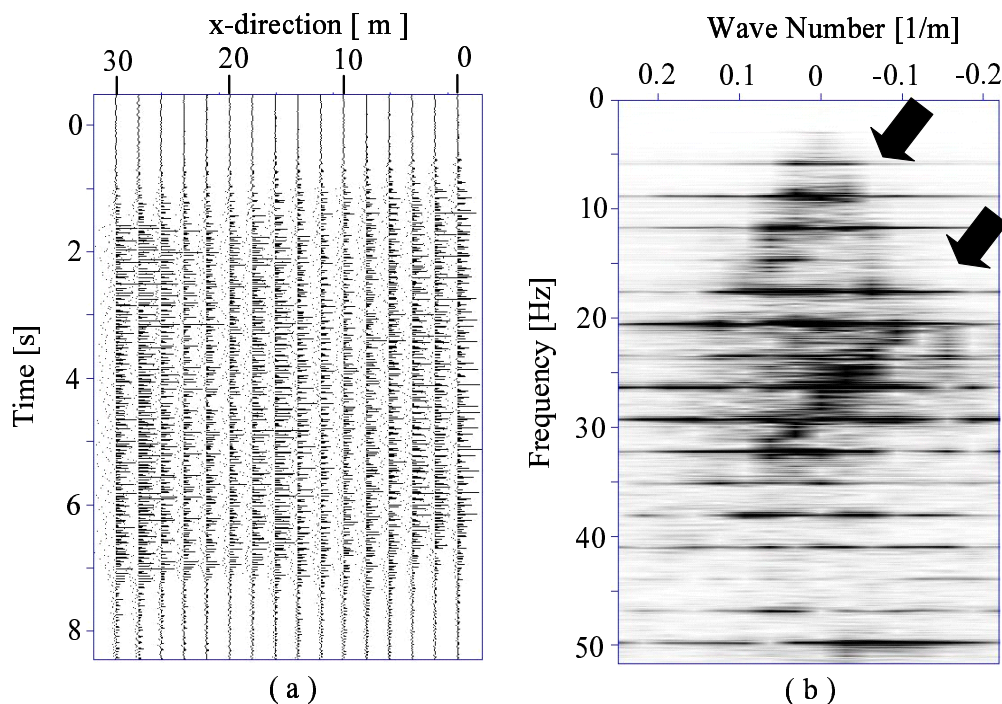 x-direction [ m ]
30 20 10 0
Time [s]
0
2
4
6
8
( a )
Wave Number [1/m]
0.2 0.1 0 -0.1 -0.2
Frequency [Hz]
0
10
20
30
40
50
( b )